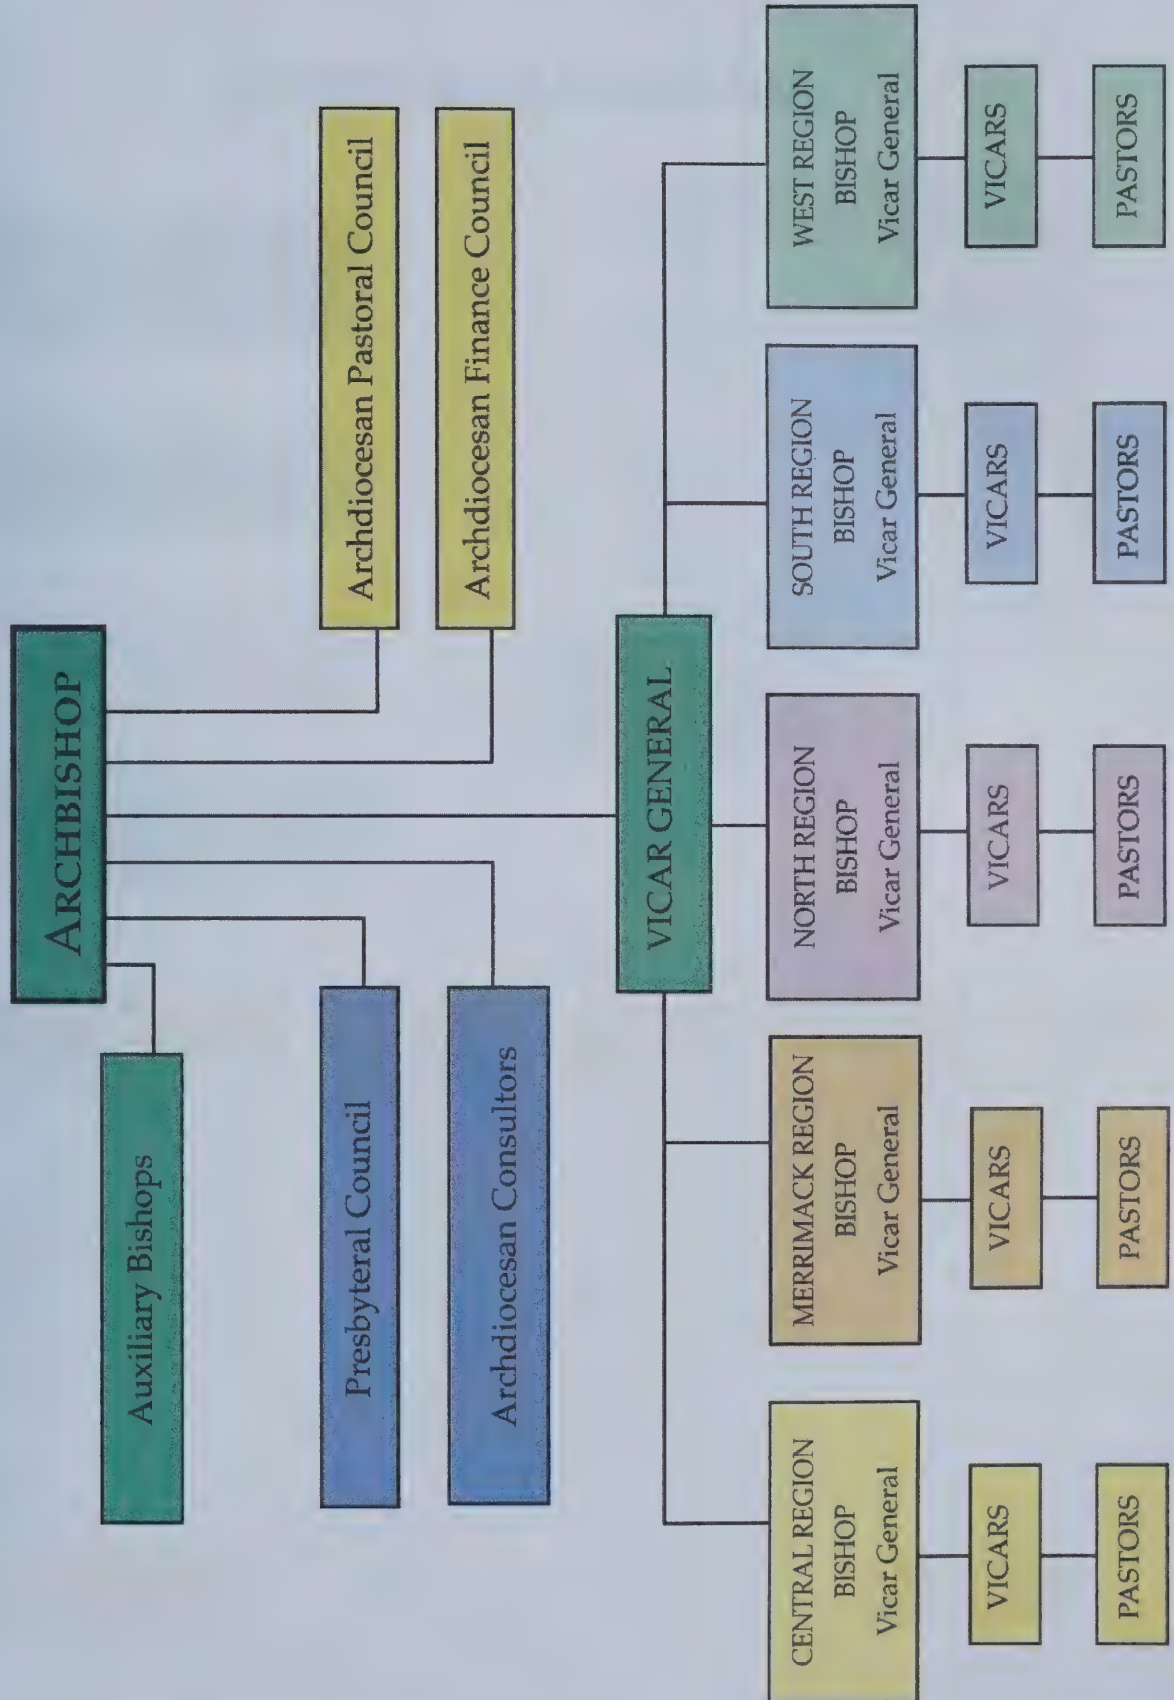 ARCHBISHOP
Auxiliary Bishops
Presbyteral Council
Archdiocesan Consultors
Archdiocesan Pastoral Council
Archdiocesan Finance Council
VICAR GENERAL
CENTRAL REGION
BISHOP
Vicar General
VICARS
PASTORS
MERRIMACK REGION
BISHOP
Vicar General
VICARS
PASTORS
NORTH REGION
BISHOP
Vicar General
VICARS
PASTORS
SOUTH REGION
BISHOP
Vicar General
VICARS
PASTORS
WEST REGION
BISHOP
Vicar General
VICARS
PASTORS